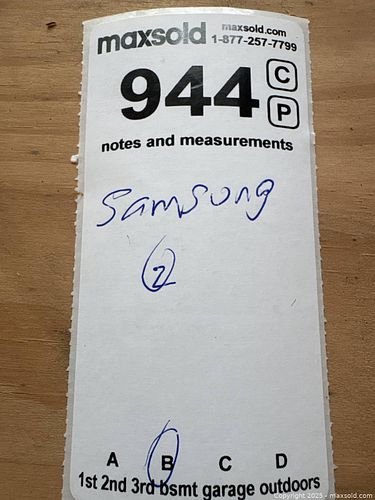 maxsold maxsold.com
1-877-257-7799
944 C
P
notes and measurements
Samsung
2
A B C D
1st 2nd 3rd bsmt garage outdoors
Copyright 2025 - maxsold.com